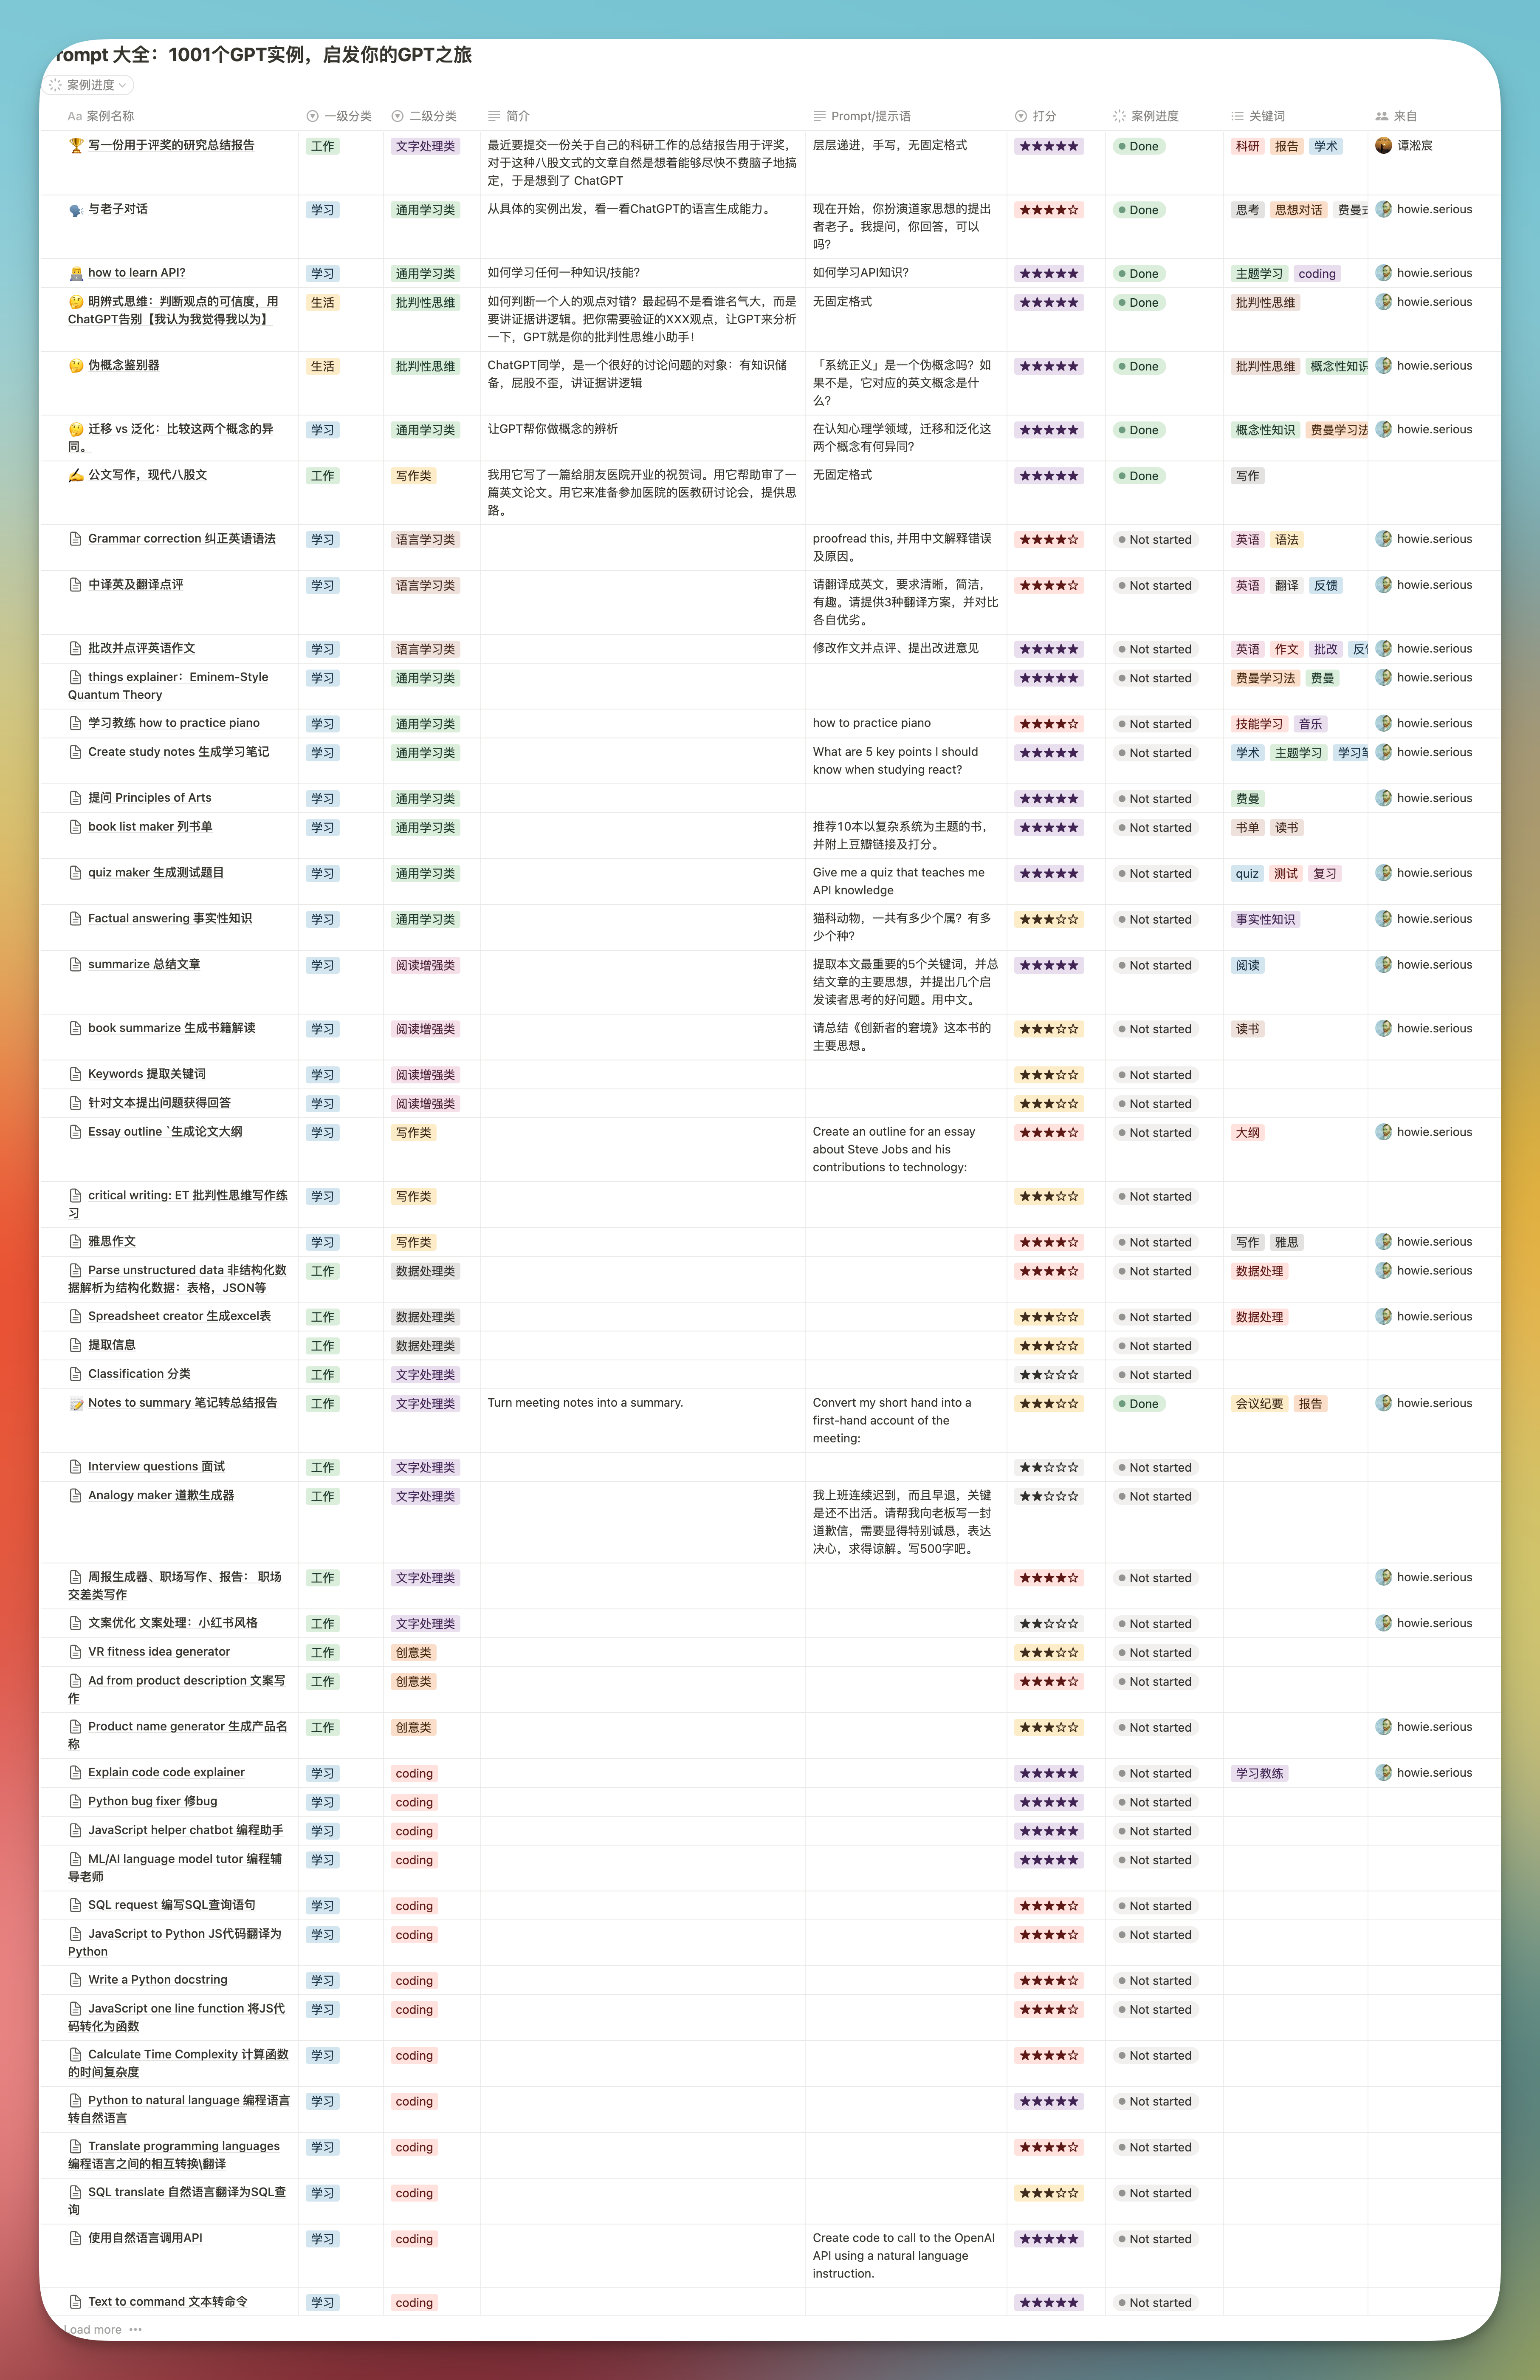 rompt 大全：1001个GPT实例，启发你的GPT之旅
案例进度
Aa 案例名称 一级分类 二级分类 简介 Prompt/提示语 打分 案例进度 关键词 来自
写一份用于评奖的研究总结报告 工作 文字处理类 最近要提交一份关于自己的科研工作的总结报告用于评奖， 层层递进，手写，无固定格式 ★★★★★ Done 科研 报告 学术 谭淞宸
对于这种八股文式的文章自然是想着能够尽快不费脑子地搞
定，于是想到了 ChatGPT
与老子对话 学习 通用学习类 从具体的实例出发，看一看ChatGPT的语言生成能力。 现在开始，你扮演道家思想的提出 ★★★★☆ Done 思考 思想对话 费曼 howie.serious
者老子。我提问，你回答，可以
吗？
how to learn API? 学习 通用学习类 如何学习任何一种知识/技能？ 如何学习API知识？ ★★★★★ Done 主题学习 coding howie.serious
明辨式思维：判断观点的可信度，用 生活 批判性思维 如何判断一个人的观点对错？最起码不是看谁名气大，而是 无固定格式 ★★★★★ Done 批判性思维 howie.serious
ChatGPT告别【我认为我觉得我以为】 要讲证据讲逻辑。把你需要验证的XXX观点，让GPT来分析
一下，GPT就是你的批判性思维小助手！
伪概念鉴别器 生活 批判性思维 ChatGPT同学，是一个很好的讨论问题的对象：有知识储 「系统正义」是一个伪概念吗？如 ★★★★★ Done 批判性思维 概念性知识 howie.serious
备，屁股不歪，讲证据讲逻辑 果不是，它对应的英文概念是什
么？
迁移 vs 泛化：比较这两个概念的异 学习 通用学习类 让GPT帮你做概念的辨析 在认知心理学领域，迁移和泛化这 ★★★★★ Done 概念性知识 费曼学习法 howie.serious
同。 两个概念有何异同？
公文写作，现代八股文 工作 写作类 我用它写了一篇给朋友医院开业的祝贺词。用它帮助审了一 无固定格式 ★★★★★ Done 写作
篇英文论文。用它来准备参加医院的医教研讨论会，提供思
路。
Grammar correction 纠正英语语法 学习 语言学习类 proofread this, 并用中文解释错误 ★★★★☆ Not started 英语 语法 howie.serious
及原因。
中译英及翻译点评 学习 语言学习类 请翻译成英文，要求清晰，简洁， ★★★★☆ Not started 英语 翻译 反馈 howie.serious
有趣。请提供3种翻译方案，并对比
各自优劣。
批改并点评英语作文 学习 语言学习类 修改作文并点评、提出改进意见 ★★★★★ Not started 英语 作文 批改 howie.serious
things explainer：Eminem-Style 学习 通用学习类 ★★★★★ Not started 费曼学习法 费曼 howie.serious
Quantum Theory
学习教练 how to practice piano 学习 通用学习类 how to practice piano ★★★★☆ Not started 技能学习 音乐 howie.serious
Create study notes 生成学习笔记 学习 通用学习类 What are 5 key points I should ★★★★★ Not started 学术 主题学习 学习 howie.serious
know when studying react?
提问 Principles of Arts 学习 通用学习类 ★★★★★ Not started 费曼 howie.serious
book list maker 列书单 学习 通用学习类 推荐10本以复杂系统为主题的书， ★★★★★ Not started 书单 读书
并附上豆瓣链接及打分。
quiz maker 生成测试题目 学习 通用学习类 Give me a quiz that teaches me ★★★★★ Not started quiz 测试 复习 howie.serious
API knowledge
Factual answering 事实性知识 学习 通用学习类 猫科动物，一共有多少个属？有多 ★★★☆☆ Not started 事实性知识 howie.serious
少个种？
summarize 总结文章 学习 阅读增强类 提取本文最重要的5个关键词，并总 ★★★★★ Not started 阅读 howie.serious
结文章的主要思想，并提出几个启
发读者思考的好问题。用中文。
book summarize 生成书籍解读 学习 阅读增强类 请总结《创新者的窘境》这本书的 ★★★☆☆ Not started 读书 howie.serious
主要思想。
Keywords 提取关键词 学习 阅读增强类 ★★★☆☆ Not started
针对文本提出问题获得回答 学习 阅读增强类 ★★★☆☆ Not started
Essay outline `生成论文大纲 学习 写作类 Create an outline for an essay ★★★★☆ Not started 大纲 howie.serious
about Steve Jobs and his
contributions to technology:
critical writing: ET 批判性思维写作练 学习 写作类 ★★★☆☆ Not started
习
雅思作文 学习 写作类 ★★★★☆ Not started 写作 雅思 howie.serious
Parse unstructured data 非结构化数 工作 数据处理类 ★★★★☆ Not started 数据处理 howie.serious
据解析为结构化数据：表格，JSON等
Spreadsheet creator 生成excel表 工作 数据处理类 ★★★☆☆ Not started 数据处理 howie.serious
提取信息 工作 数据处理类 ★★★☆☆ Not started
Classification 分类 工作 文字处理类 ★★☆☆☆ Not started
Notes to summary 笔记转总结报告 工作 文字处理类 Turn meeting notes into a summary. Convert my short hand into a ★★★☆☆ Done 会议纪要 报告 howie.serious
first-hand account of the
meeting:
Interview questions 面试 工作 文字处理类 ★★☆☆☆ Not started
Analogy maker 道歉生成器 工作 文字处理类 我上班连续迟到，而且早退，关键 ★★☆☆☆ Not started
是还不出活。请帮我向老板写一封
道歉信，需要显得特别诚恳，表达
决心，求得谅解。写500字吧。
周报生成器、职场写作、报告： 职场 工作 文字处理类 ★★★★☆ Not started howie.serious
交差类写作
文案优化 文案处理：小红书风格 工作 文字处理类 ★★☆☆☆ Not started howie.serious
VR fitness idea generator 工作 创意类 ★★★☆☆ Not started
Ad from product description 文案写 工作 创意类 ★★★★☆ Not started
作
Product name generator 生成产品名 工作 创意类 ★★★☆☆ Not started howie.serious
称
Explain code code explainer 学习 coding ★★★★★ Not started 学习教练 howie.serious
Python bug fixer 修bug 学习 coding ★★★★★ Not started
JavaScript helper chatbot 编程助手 学习 coding ★★★★★ Not started
ML/AI language model tutor 编程辅 学习 coding ★★★★★ Not started
导老师
SQL request 编写SQL查询语句 学习 coding ★★★★☆ Not started
JavaScript to Python JS代码翻译为 学习 coding ★★★★☆ Not started
Python
Write a Python docstring 学习 coding ★★★★☆ Not started
JavaScript one line function 将JS代 学习 coding ★★★★☆ Not started
码转化为函数
Calculate Time Complexity 计算函数 学习 coding ★★★★☆ Not started
的时间复杂度
Python to natural language 编程语言 学习 coding ★★★★★ Not started
转自然语言
Translate programming languages 学习 coding ★★★★☆ Not started
编程语言之间的相互转换\翻译
SQL translate 自然语言翻译为SQL查 学习 coding ★★★☆☆ Not started
询
使用自然语言调用API 学习 coding Create code to call to the OpenAI ★★★★★ Not started
API using a natural language
instruction.
Text to command 文本转命令 学习 coding ★★★★★ Not started
Load more •••